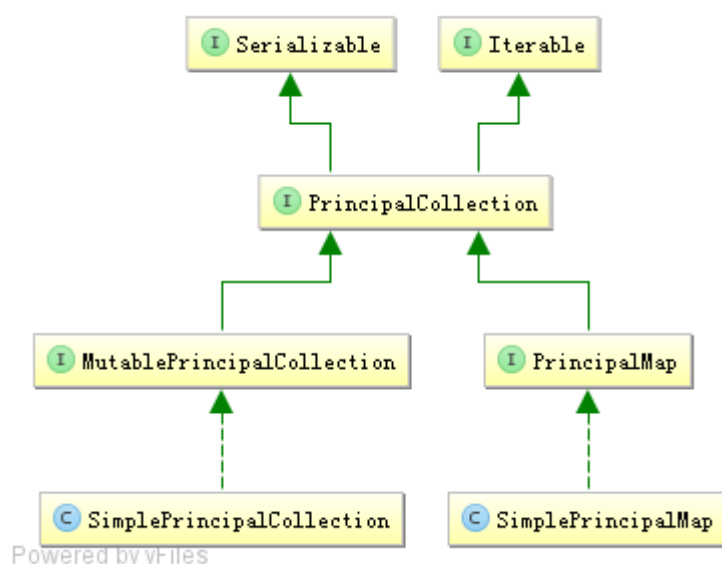 I Serializable
I Iterable
I PrincipalCollection
I MutablePrincipalCollection
I PrincipalMap
C SimplePrincipalCollection
C SimplePrincipalMap
Powered by yFiles